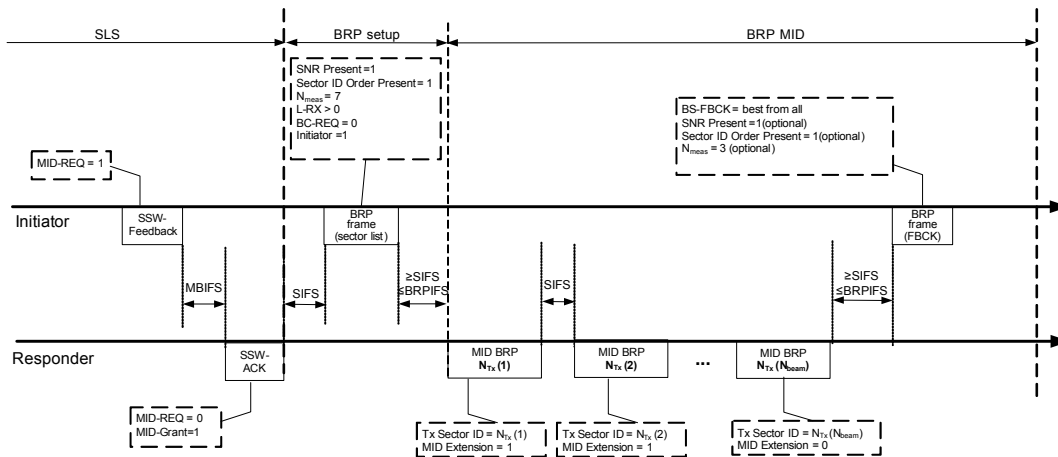 SLS
BRP setup
BRP MID
SNR Present =1
Sector ID Order Present = 1
Nmeas = 7
L-RX > 0
BC-REQ = 0
Initiator =1
BS-FBCK = best from all
SNR Present =1(optional)
Sector ID Order Present = 1(optional)
Nmeas = 3 (optional)
MID-REQ = 1
Initiator
SSW-
Feedback
BRP
frame
(sector list)
BRP
frame
(FBCK)
MBIFS
SIFS
≥SIFS
≤BRPIFS
SIFS
≥SIFS
≤BRPIFS
Responder
SSW-
ACK
MID BRP
NTx (1)
MID BRP
NTx (2)
...
MID BRP
NTx (Nbeam)
MID-REQ = 0
MID-Grant=1
Tx Sector ID = NTx (1)
MID Extension = 1
Tx Sector ID = NTx (2)
MID Extension = 1
Tx Sector ID = NTx (Nbeam)
MID Extension = 0